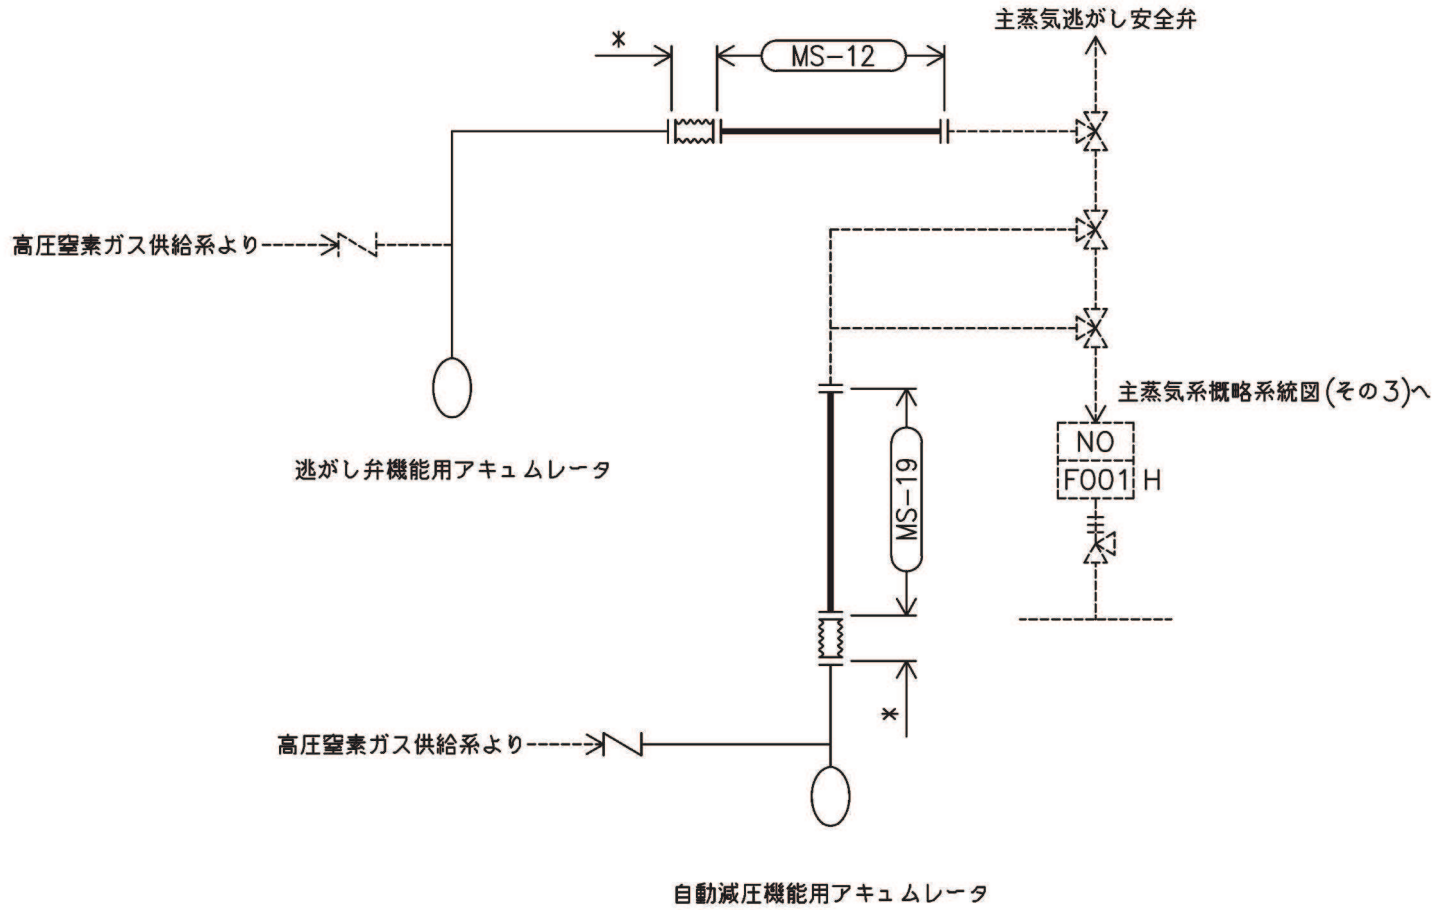 主蒸気逃がし安全弁
*
MS-12
高圧窒素ガス供給系より
主蒸気系概略系統図(その3)へ
NO
F001 H
逃がし弁機能用アキュムレータ
MS-19
*
高圧窒素ガス供給系より
自動減圧機能用アキュムレータ